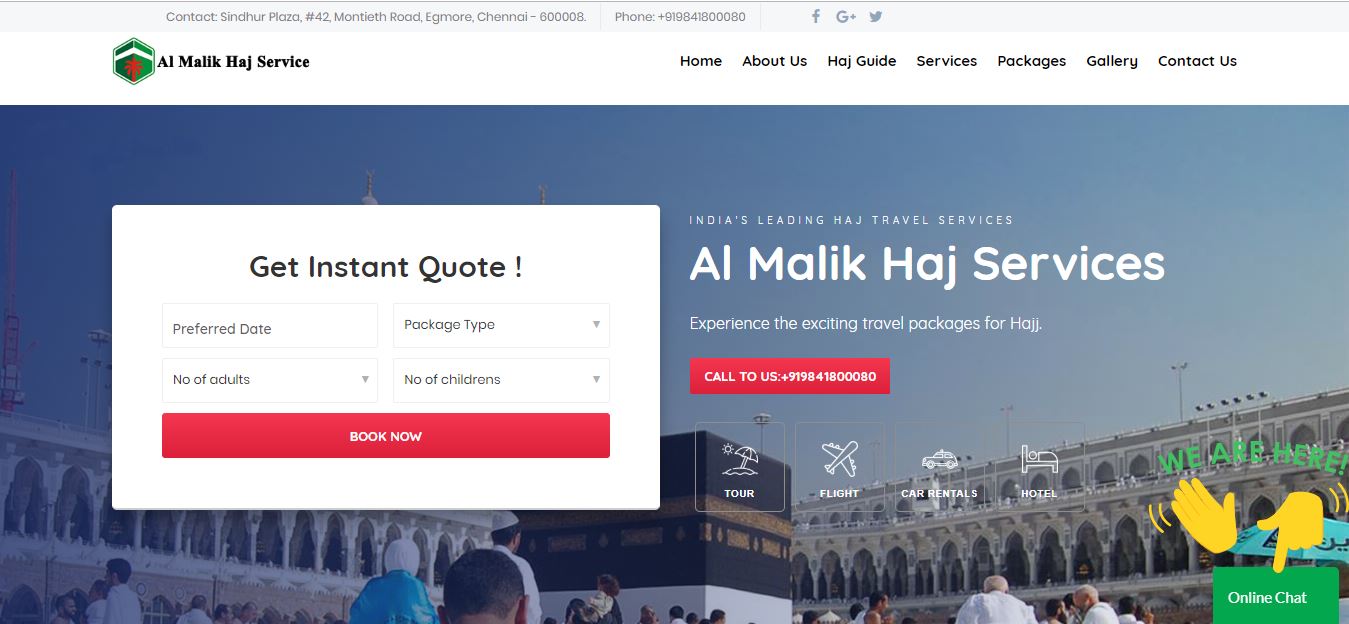 Contact: Sindhur Plaza, #42, Montieth Road, Egmore, Chennai - 600008. Phone: +919841800080
Al Malik Haj Service
Home About Us Haj Guide Services Packages Gallery Contact Us
Get Instant Quote !
Preferred Date Package Type
No of adults No of childrens
BOOK NOW
INDIA'S LEADING HAJ TRAVEL SERVICES
Al Malik Haj Services
Experience the exciting travel packages for Hajj.
CALL TO US:+919841800080
TOUR FLIGHT CAR RENTALS HOTEL
WE ARE HERE!
Online Chat